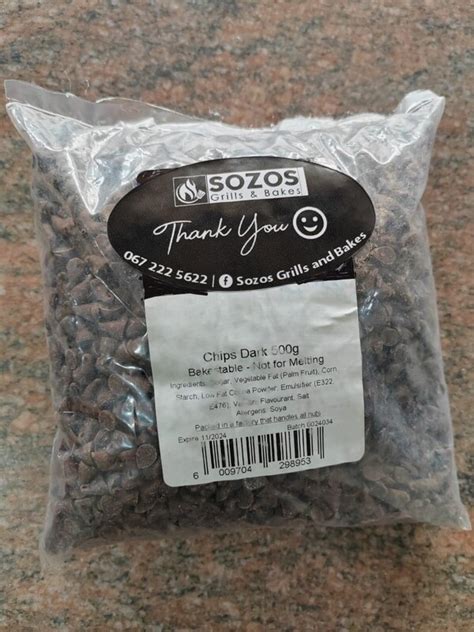 SOZOS
Grills & Bakes
Thank You
067 222 5622 | f Sozos Grills and Bakes
Chips Dark 500g
Bake stable - Not for Melting
Ingredients: Sugar, Vegetable Fat (Palm Fruit), Corn
Starch, Low Fat Cocoa Powder, Emulsifier (E322,
E476), Flavourant, Salt
Allergens: Soya
Packed in a factory that handles all nuts
Expire 11/2024 Batch 6024034
6 009704 298953